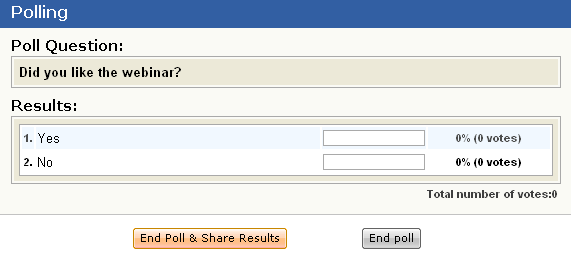 Polling
Poll Question:
Did you like the webinar?
Results:
1. Yes 0% (0 votes)
2. No 0% (0 votes)
Total number of votes:0
End Poll & Share Results End poll